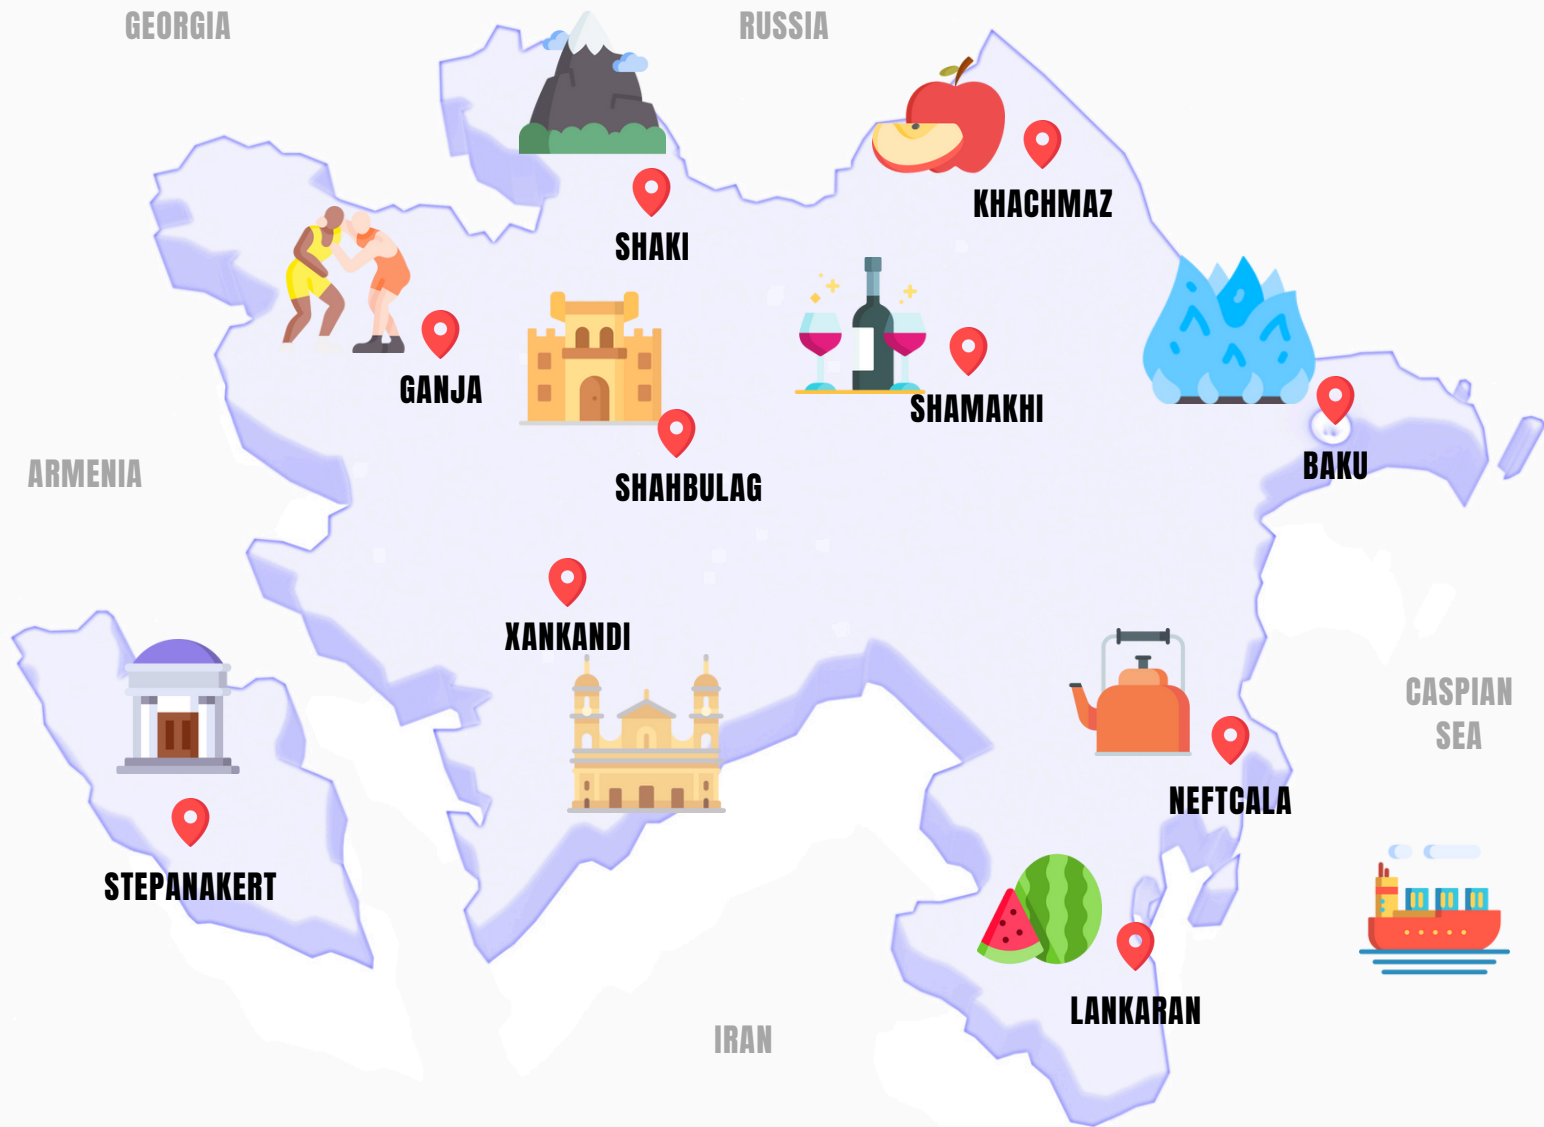 GEORGIA
RUSSIA
KHACHMAZ
SHAKI
GANJA
SHAMAKHI
BAKU
ARMENIA
SHAHBULAG
XANKANDI
CASPIAN
SEA
NEFTCALA
STEPANAKERT
LANKARAN
IRAN